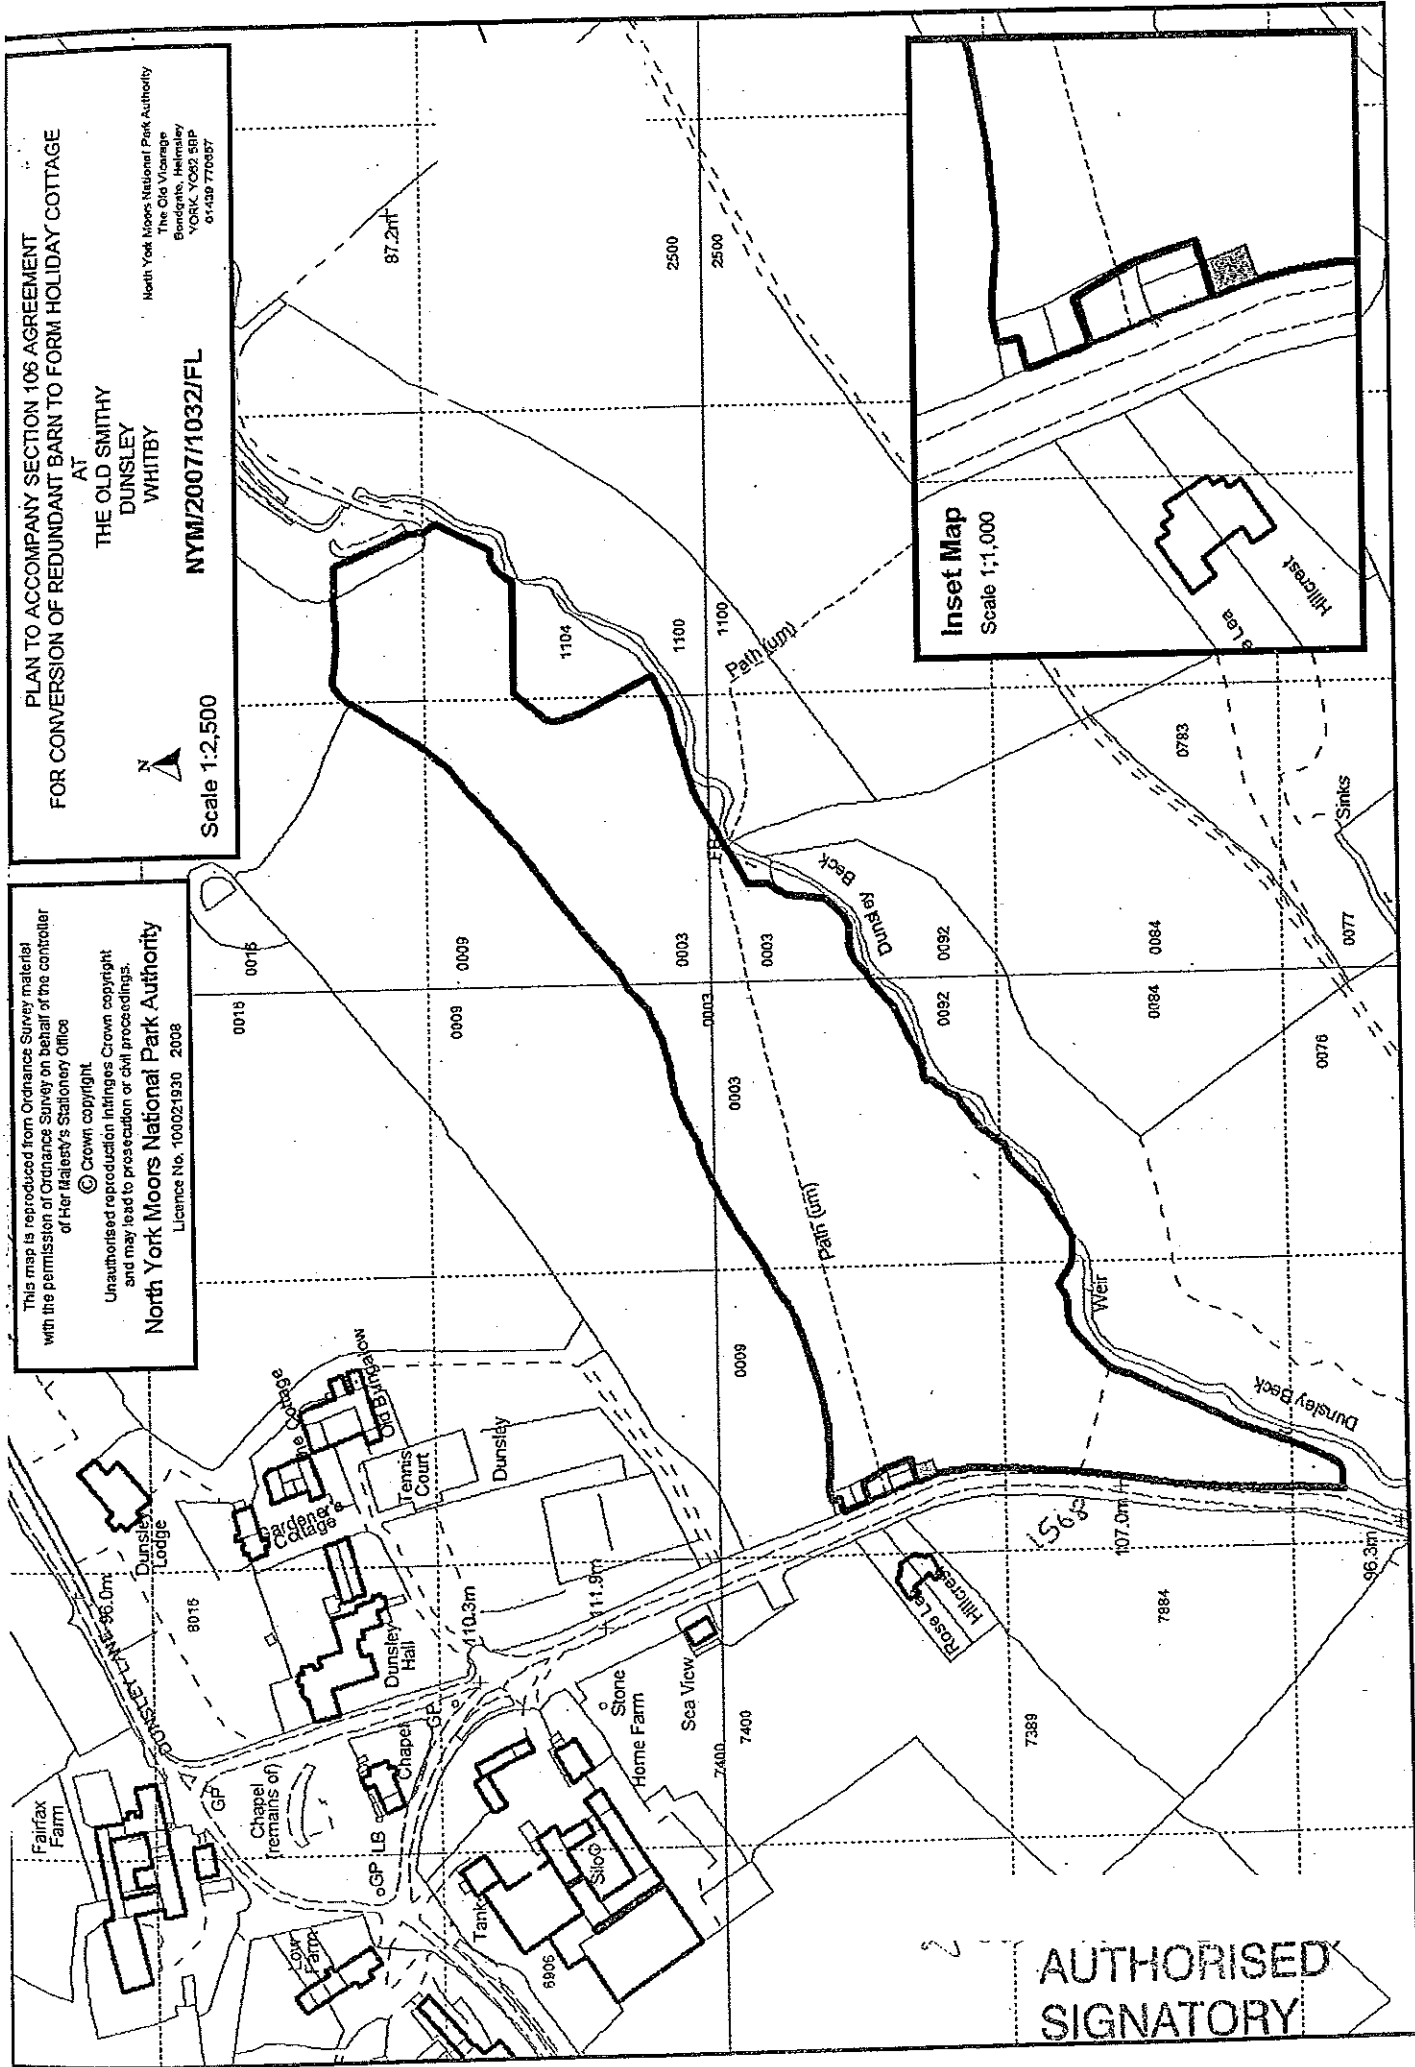 PLAN TO ACCOMPANY SECTION 106 AGREEMENT
FOR CONVERSION OF REDUNDANT BARN TO FORM HOLIDAY COTTAGE
AT
THE OLD SMITHY
DUNSLEY
WHITBY
NYM/2007/1032/FL
North York Moors National Park Authority
The Old Vicarage
Bondgate, Helmsley
YORK. YO62 5BP
01439 770657
N
Scale 1:2,500
This map is reproduced from Ordnance Survey material
with the permission of Ordnance Survey on behalf of the controller
of Her Majesty's Stationery Office
© Crown copyright
Unauthorised reproduction infringes Crown copyright
and may lead to prosecution or civil proceedings.
North York Moors National Park Authority
Licence No. 100021930 2008
Fairfax
Farm
DUNSLEY LANE
96.0m
Dunsley
Lodge
8016
GP
Chapel
(remains of)
Chapel
GP
GP
LB
Dunsley
Hall
Gardener's
Cottage
Cottage
Old Bungalow
Tennis
Court
Dunsley
110.3m
111.9m
Low
Farm
Tank
Silo
6906
Stone
Home Farm
Sea View
7400
7400
Rose Lea
Hillcrest
7389
7884
1568
107.0m
96.3m
0016
0016
0009
0009
0009
0003
0003
0003
0003
Path (um)
FB
Path (um)
Dunsley
Beck
Weir
Dunsley Beck
0092
0092
0084
0084
0076
0077
0783
Sinks
1104
1100
1100
2500
2500
87.2m
Inset Map
Scale 1:1,000
e Lea
Hillcrest
AUTHORISED
SIGNATORY